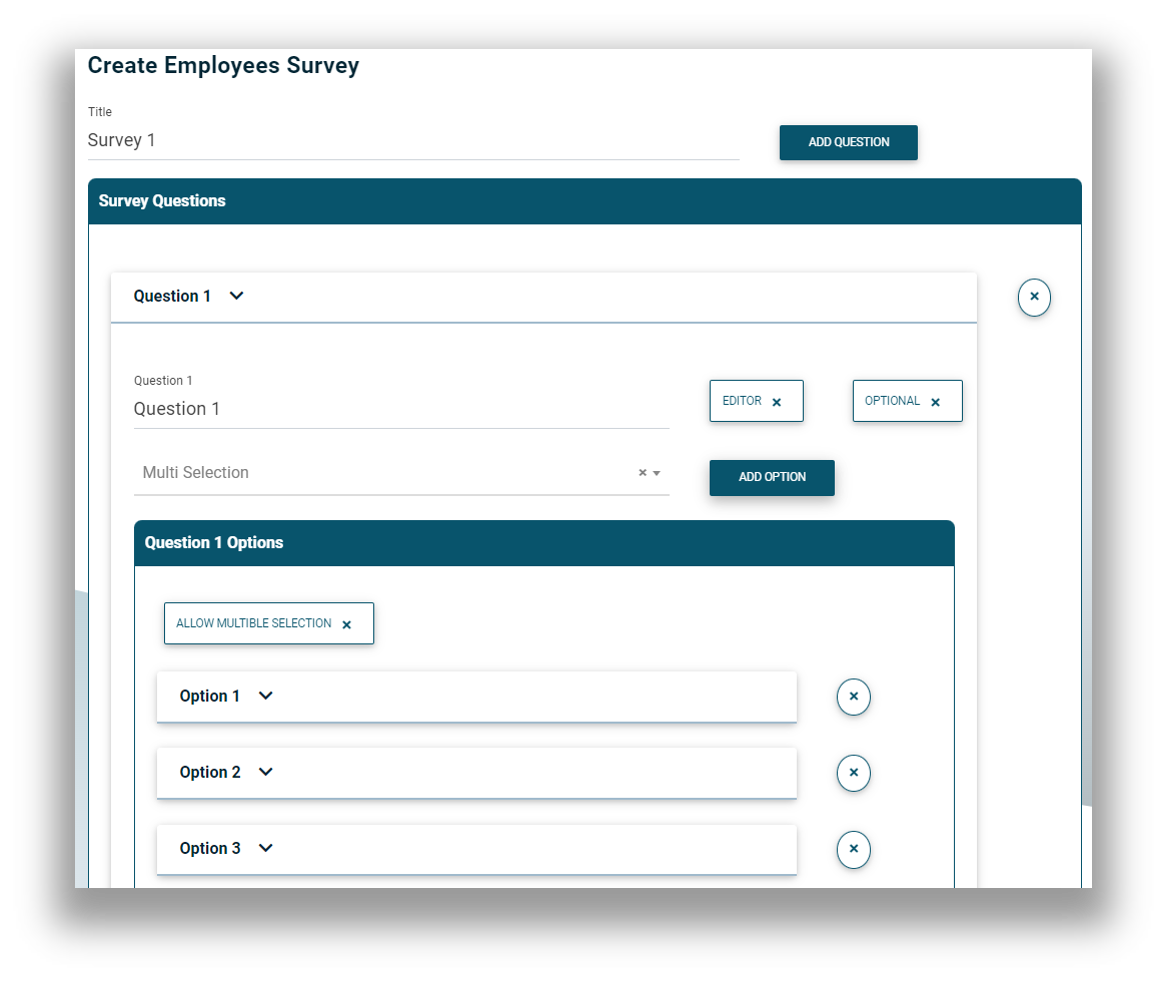 Create Employees Survey
Title
Survey 1
ADD QUESTION
Survey Questions
Question 1
Question 1
Question 1
EDITOR
OPTIONAL
Multi Selection
ADD OPTION
Question 1 Options
ALLOW MULTIBLE SELECTION
Option 1
Option 2
Option 3